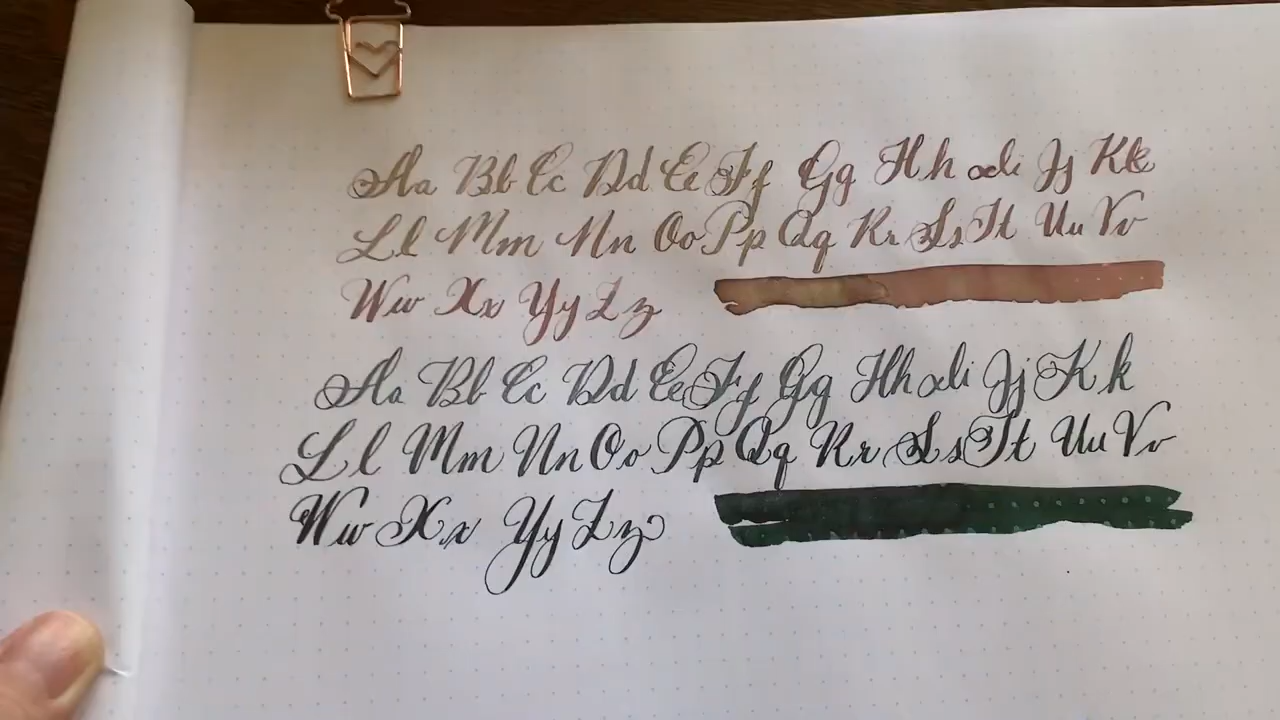 Aa Bb Cc Dd Ee Ff Gg Hh Ii Jj Kk
Ll Mm Nn Oo Pp Qq Rr Ss Tt Uu Vv
Ww Xx Yy Zz
Aa Bb Cc Dd Ee Ff Gg Hh Ii Jj Kk
Ll Mm Nn Oo Pp Qq Rr Ss Tt Uu Vv
Ww Xx Yy Zz